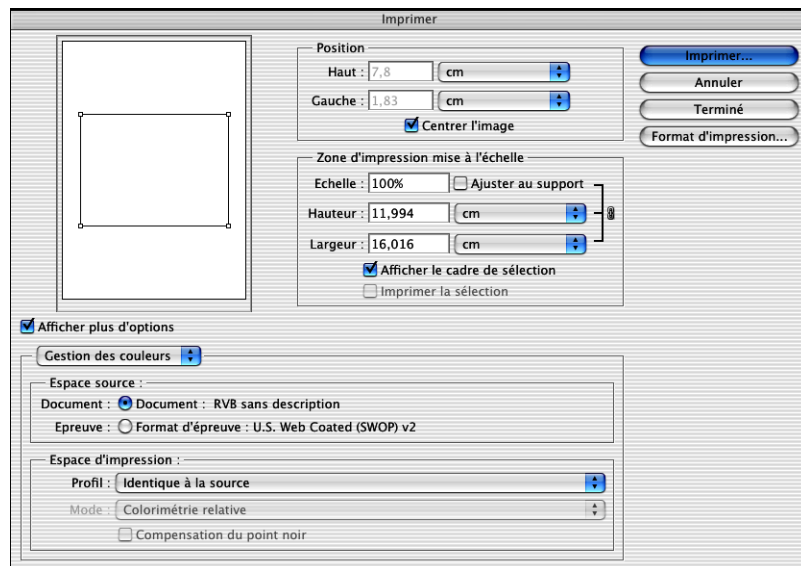 Imprimer
Position
Haut : 7,8 cm
Gauche : 1,83 cm
Centrer l'image
Zone d'impression mise à l'échelle
Echelle : 100% Ajuster au support
Hauteur : 11,994 cm
Largeur : 16,016 cm
Afficher le cadre de sélection
Imprimer la sélection
Imprimer...
Annuler
Terminé
Format d'impression...
Afficher plus d'options
Gestion des couleurs
Espace source :
Document : Document : RVB sans description
Epreuve : Format d'épreuve : U.S. Web Coated (SWOP) v2
Espace d'impression :
Profil : Identique à la source
Mode : Colorimétrie relative
Compensation du point noir